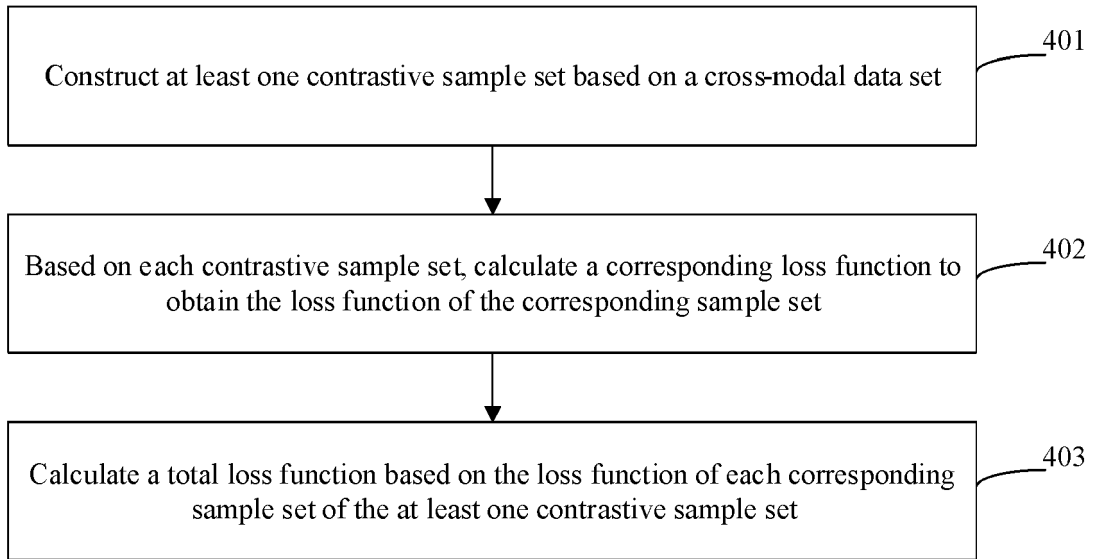 401
Construct at least one contrastive sample set based on a cross-modal data set
402
Based on each contrastive sample set, calculate a corresponding loss function to
obtain the loss function of the corresponding sample set
403
Calculate a total loss function based on the loss function of each corresponding
sample set of the at least one contrastive sample set